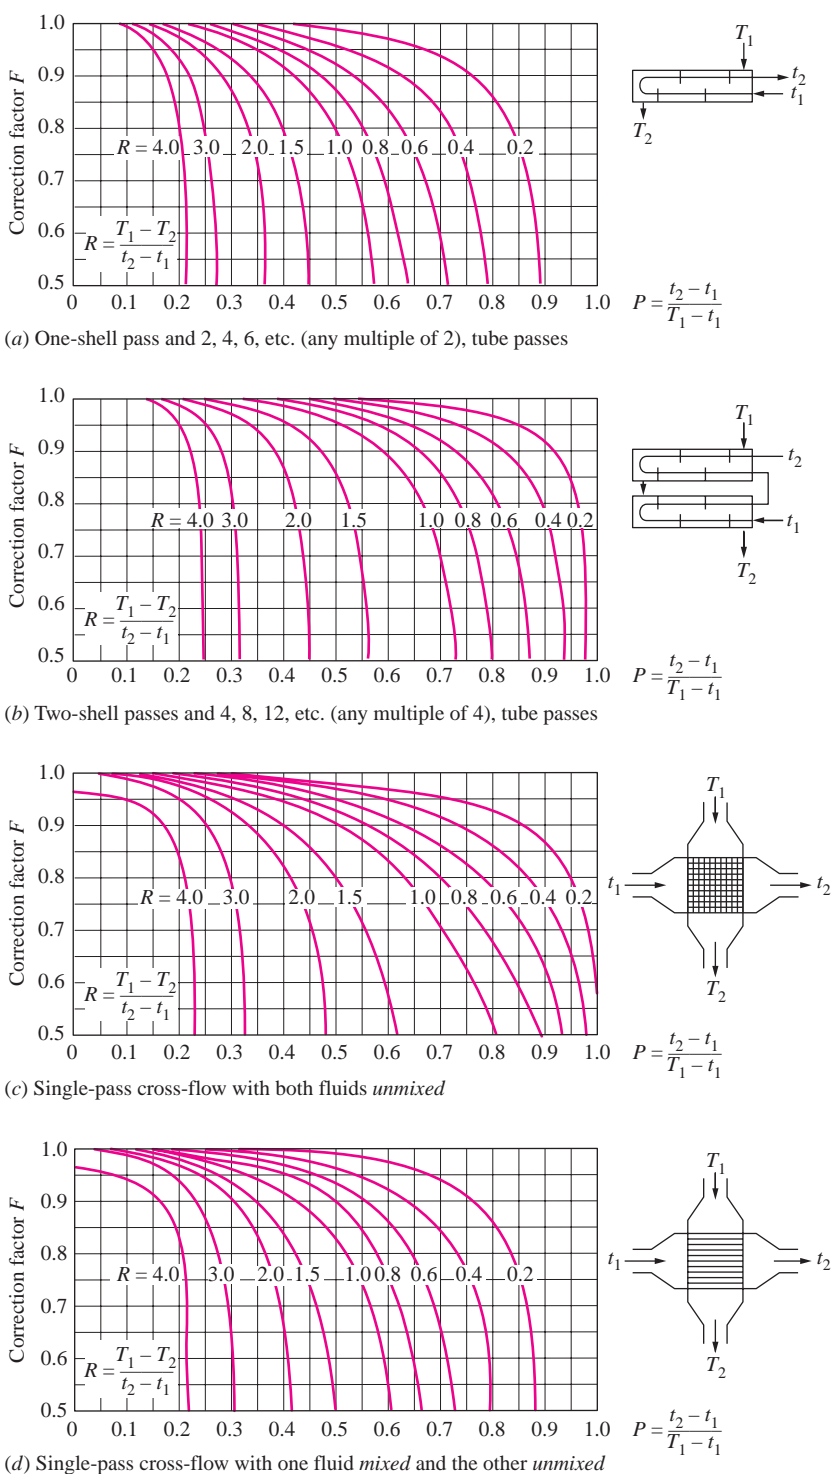 Correction factor F
1.0
0.9
0.8
0.7
0.6
0.5
R = 4.0 3.0 2.0 1.5 1.0 0.8 0.6 0.4 0.2
R = T1 − T2 / t2 − t1
0 0.1 0.2 0.3 0.4 0.5 0.6 0.7 0.8 0.9 1.0
T1
t2
t1
T2
P = t2 − t1 / T1 − t1
(a) One-shell pass and 2, 4, 6, etc. (any multiple of 2), tube passes
Correction factor F
1.0
0.9
0.8
0.7
0.6
0.5
R = 4.0 3.0 2.0 1.5 1.0 0.8 0.6 0.4 0.2
R = T1 − T2 / t2 − t1
0 0.1 0.2 0.3 0.4 0.5 0.6 0.7 0.8 0.9 1.0
T1
t2
t1
T2
P = t2 − t1 / T1 − t1
(b) Two-shell passes and 4, 8, 12, etc. (any multiple of 4), tube passes
Correction factor F
1.0
0.9
0.8
0.7
0.6
0.5
R = 4.0 3.0 2.0 1.5 1.0 0.8 0.6 0.4 0.2
R = T1 − T2 / t2 − t1
0 0.1 0.2 0.3 0.4 0.5 0.6 0.7 0.8 0.9 1.0
T1
t1 t2
T2
P = t2 − t1 / T1 − t1
(c) Single-pass cross-flow with both fluids unmixed
Correction factor F
1.0
0.9
0.8
0.7
0.6
0.5
R = 4.0 3.0 2.0 1.5 1.0 0.8 0.6 0.4 0.2
R = T1 − T2 / t2 − t1
0 0.1 0.2 0.3 0.4 0.5 0.6 0.7 0.8 0.9 1.0
T1
t1 t2
T2
P = t2 − t1 / T1 − t1
(d) Single-pass cross-flow with one fluid mixed and the other unmixed